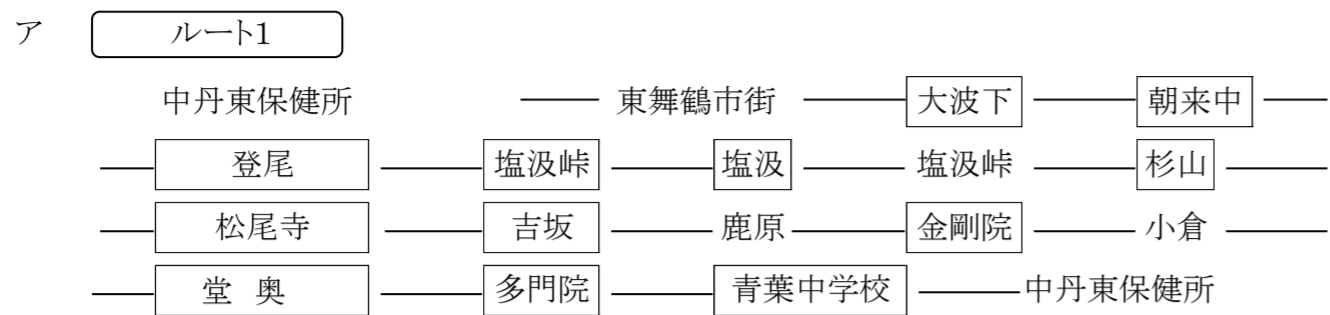 ア ルート1
中丹東保健所 東舞鶴市街 大波下 朝来中
登尾 塩汲峠 塩汲 塩汲峠 杉山
松尾寺 吉坂 鹿原 金剛院 小倉
堂 奥 多門院 青葉中学校 中丹東保健所